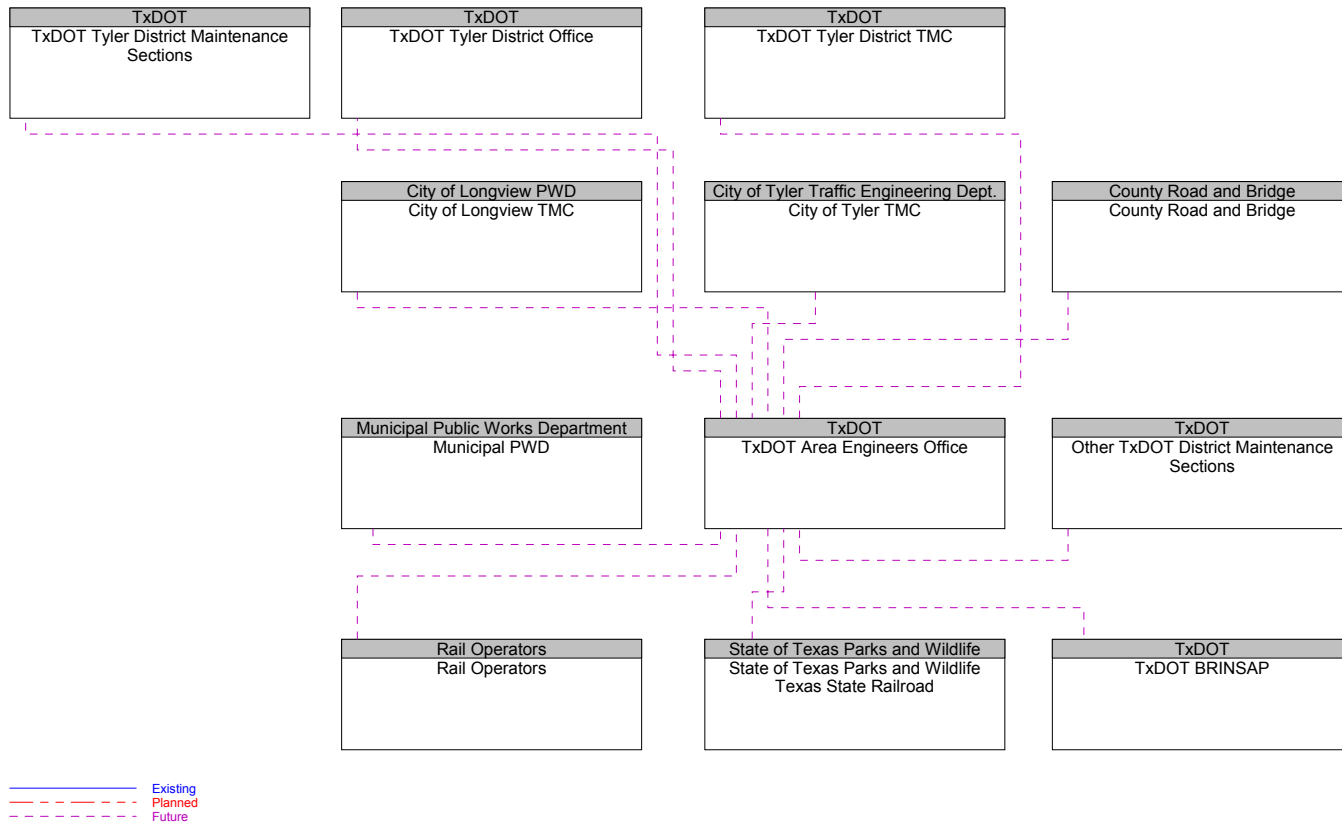 TxDOT
TxDOT Tyler District Maintenance
Sections
TxDOT
TxDOT Tyler District Office
TxDOT
TxDOT Tyler District TMC
City of Longview PWD
City of Longview TMC
City of Tyler Traffic Engineering Dept.
City of Tyler TMC
County Road and Bridge
County Road and Bridge
Municipal Public Works Department
Municipal PWD
TxDOT
TxDOT Area Engineers Office
TxDOT
Other TxDOT District Maintenance
Sections
Rail Operators
Rail Operators
State of Texas Parks and Wildlife
State of Texas Parks and Wildlife
Texas State Railroad
TxDOT
TxDOT BRINSAP
Existing
Planned
Future